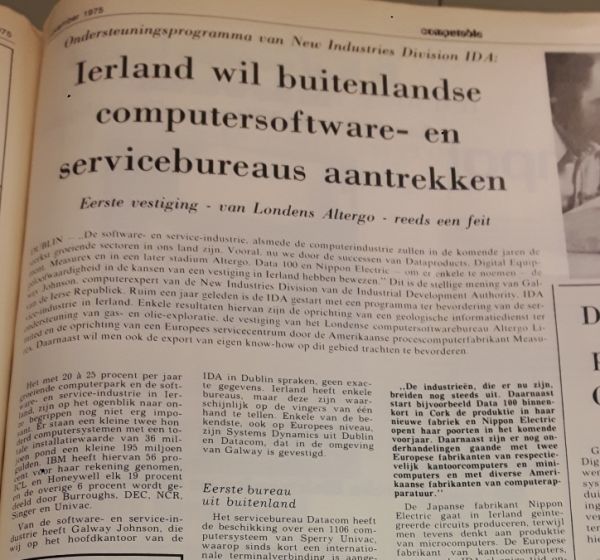 1975
1975
computable
Ondersteuningsprogramma van New Industries Division IDA:
Ierland wil buitenlandse
computersoftware- en
servicebureaus aantrekken
Eerste vestiging - van Londens Altergo - reeds een feit
DUBLIN — „De software- en service-industrie, alsmede de computerindustrie zullen in de komende jaren de
sterkst groeiende sectoren in ons land zijn. Vooral, nu we door de successen van Dataproducts, Digital Equip-
ment, Measurex en in een later stadium Altergo, Data 100 en Nippon Electric — om er enkele te noemen — de
geloofwaardigheid in de kansen van een vestiging in Ierland hebben bewezen." Dit is de stellige mening van Gal-
way Johnson, computerexpert van de New Industries Division van de Industrial Development Authority, IDA
van de Ierse Republiek. Ruim een jaar geleden is de IDA gestart met een programma ter bevordering van de ser-
vice-industrie in Ierland. Enkele resultaten hiervan zijn de oprichting van een geologische informatiedienst ter
ondersteuning van gas- en olie-exploratie, de vestiging van het Londense computersoftwarebureau Altergo Li-
mited en de oprichting van een Europees servicecentrum door de Amerikaanse procescomputerfabrikant Measu-
rex. Daarnaast wil men ook de export van eigen know-how op dit gebied trachten te bevorderen.
Het met 20 à 25 procent per jaar
groeiende computerpark en de soft-
ware- en service-industrie in Ier-
land, zijn op het ogenblik naar on-
ze begrippen nog niet erg impo-
sant. Er staan een kleine twee hon-
derd computersystemen met een to-
tale installatiewaarde van 36 mil-
joen pond een kleine 195 miljoen
gulden. IBM heeft hiervan 56 pro-
cent voor haar rekening genomen,
ICL en Honeywell elk 19 procent
en de overige 6 procent wordt ge-
deeld door Burroughs, DEC, NCR,
Singer en Univac.
Van de software- en service-in-
dustrie heeft Galway Johnson, die
wij op het hoofdkantoor van de
IDA in Dublin spraken, geen exac-
te gegevens. Ierland heeft enkele
bureaus, maar deze zijn waar-
schijnlijk op de vingers van één
hand te tellen. Enkele van de be-
kendste, ook op Europees niveau,
zijn Systems Dynamics uit Dublin
en Datacom, dat in de omgeving
van Galway is gevestigd.
Eerste bureau
uit buitenland
Het servicebureau Datacom heeft
de beschikking over een 1106 com-
putersysteem van Sperry Univac,
waarop sinds kort een internatio-
nale terminalverbinding is aange-
„De industrieën, die er nu zijn,
breiden nog steeds uit. Daarnaast
start bijvoorbeeld Data 100 binnen-
kort in Cork de produktie in haar
nieuwe fabriek en Nippon Electric
opent haar poorten in het komende
voorjaar. Daarnaast zijn er nog on-
derhandelingen gaande met twee
Europese fabrikanten van respectie-
velijk kantoorcomputers en mini-
computers en met diverse Ameri-
kaanse fabrikanten van computerap-
paratuur."
De Japanse fabrikant Nippon
Electric gaat in Ierland geinte-
greerde circuits produceren, terwijl
men tevens denkt aan produktie
van microcomputers. De Europese
fabrikant van kantoorcomputers,